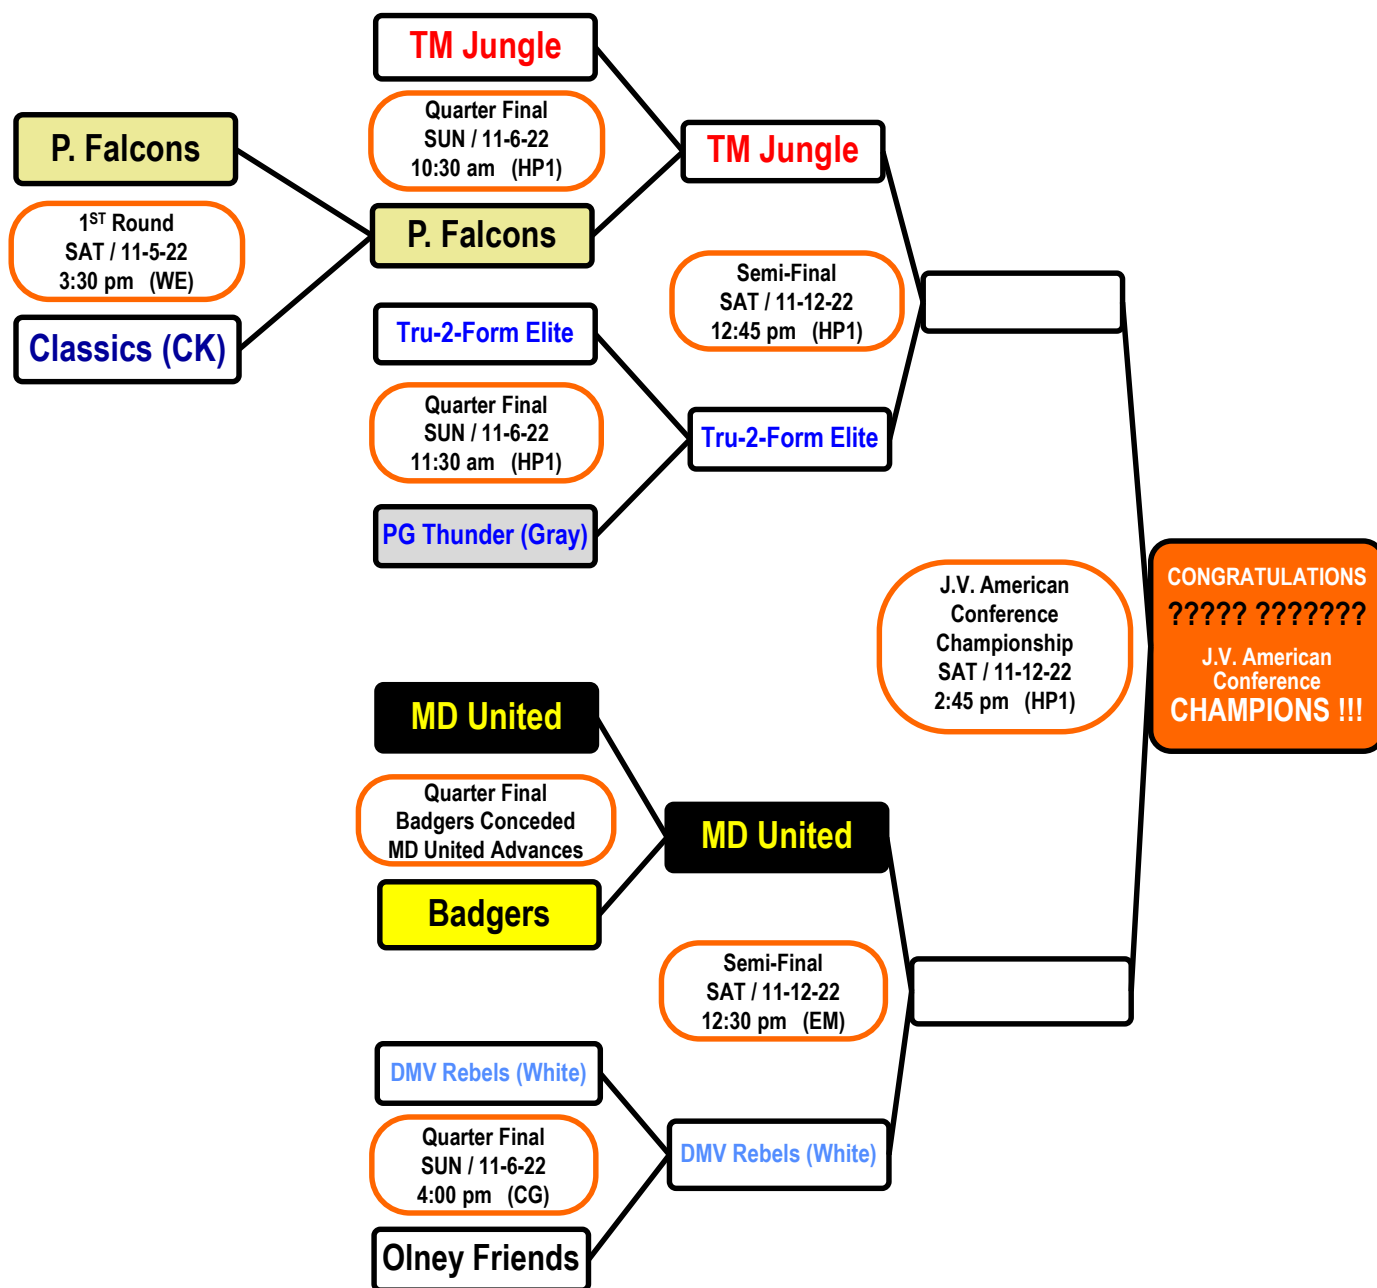 TM Jungle
Quarter Final
SUN / 11-6-22
10:30 am (HP1)
P. Falcons
TM Jungle
1ST Round
SAT / 11-5-22
3:30 pm (WE)
P. Falcons
Classics (CK)
Semi-Final
SAT / 11-12-22
12:45 pm (HP1)
Tru-2-Form Elite
Quarter Final
SUN / 11-6-22
11:30 am (HP1)
Tru-2-Form Elite
PG Thunder (Gray)
J.V. American
Conference
Championship
SAT / 11-12-22
2:45 pm (HP1)
CONGRATULATIONS
????? ???????
J.V. American
Conference
CHAMPIONS !!!
MD United
Quarter Final
Badgers Conceded
MD United Advances
MD United
Badgers
Semi-Final
SAT / 11-12-22
12:30 pm (EM)
DMV Rebels (White)
Quarter Final
SUN / 11-6-22
4:00 pm (CG)
DMV Rebels (White)
Olney Friends